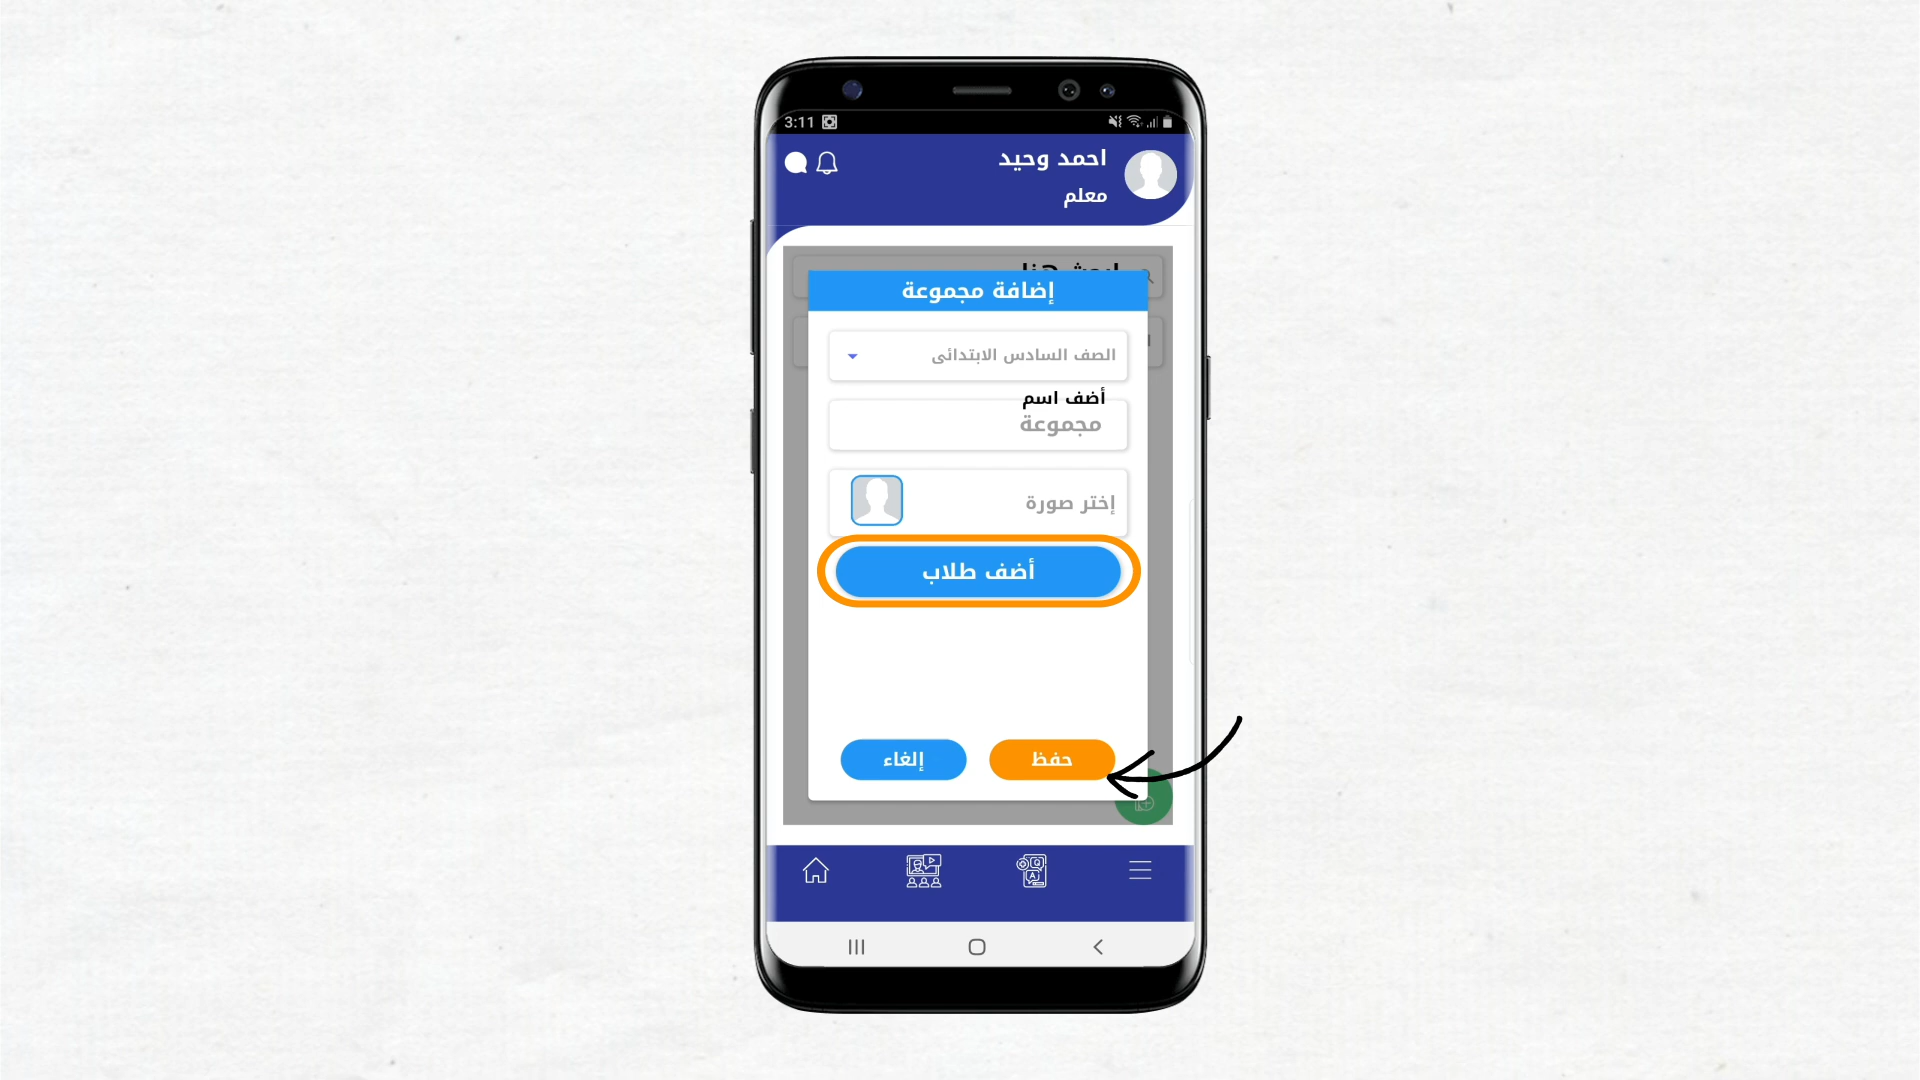 3:11
احمد وحيد
معلم
إضافة مجموعة
الصف السادس الابتدائى
أضف اسم
مجموعة
إختر صورة
أضف طلاب
حفظ
إلغاء